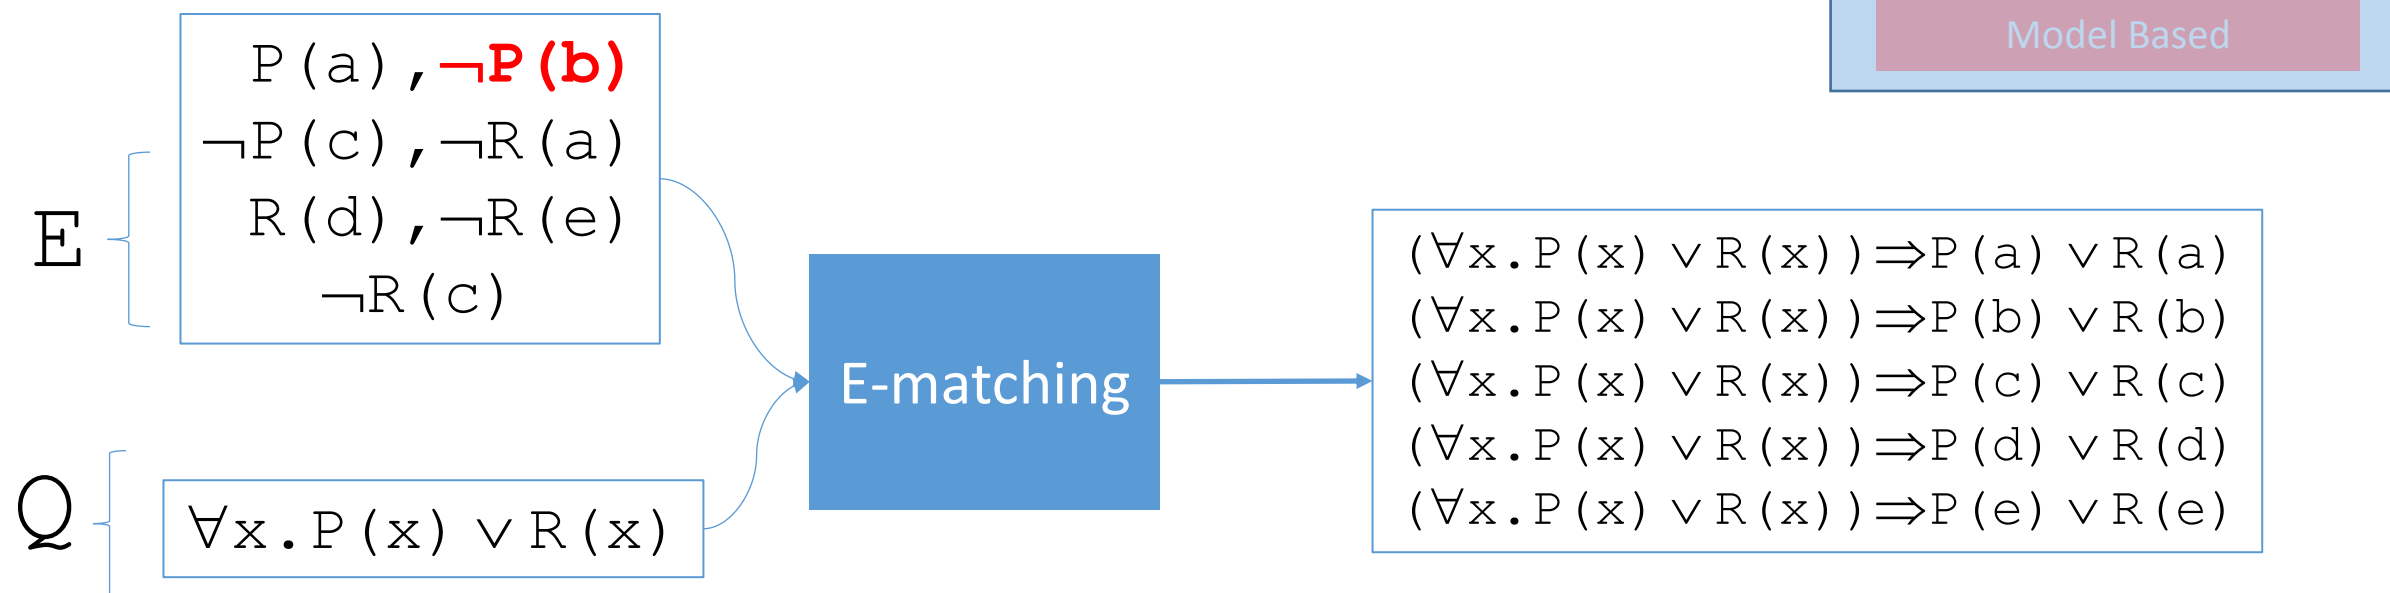 Model Based
P(a),¬P(b)
¬P(c),¬R(a)
R(d),¬R(e)
¬R(c)
E
E-matching
(∀x.P(x)∨R(x))⇒P(a)∨R(a)
(∀x.P(x)∨R(x))⇒P(b)∨R(b)
(∀x.P(x)∨R(x))⇒P(c)∨R(c)
(∀x.P(x)∨R(x))⇒P(d)∨R(d)
(∀x.P(x)∨R(x))⇒P(e)∨R(e)
Q
∀x.P(x)∨R(x)